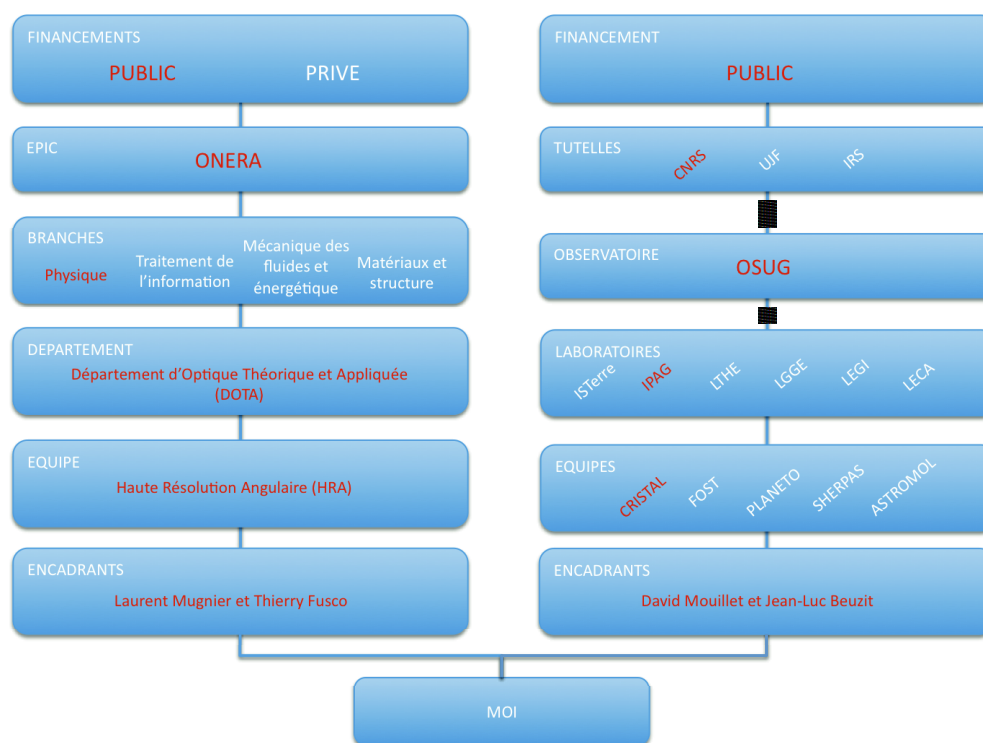 FINANCEMENTS
PUBLIC PRIVE
EPIC
ONERA
BRANCHES
Physique
Traitement de
l'information
Mécanique des
fluides et
énergétique
Matériaux et
structure
DEPARTEMENT
Département d'Optique Théorique et Appliquée
(DOTA)
EQUIPE
Haute Résolution Angulaire (HRA)
ENCADRANTS
Laurent Mugnier et Thierry Fusco
FINANCEMENT
PUBLIC
TUTELLES
CNRS UJF IRS
OBSERVATOIRE
OSUG
LABORATOIRES
ISTerre IPAG LTHE LGGE LEGI LECA
EQUIPES
CRISTAL FOST PLANETO SHERPAS ASTROMOL
ENCADRANTS
David Mouillet et Jean-Luc Beuzit
MOI